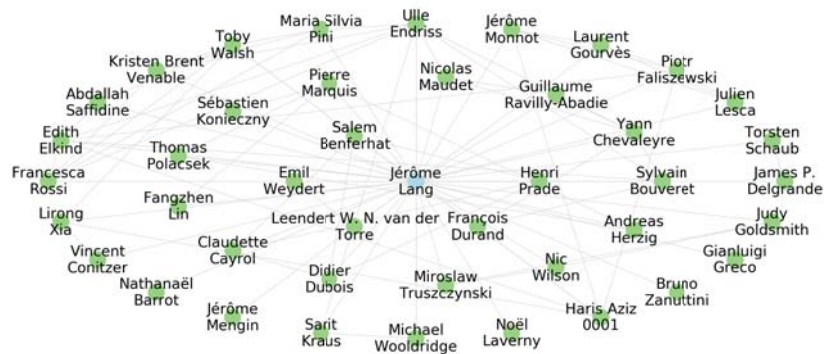 Ulle
Endriss
Maria Silvia
Pini
Jérôme
Monnot
Toby
Walsh
Laurent
Gourvès
Kristen Brent
Venable
Pierre
Marquis
Nicolas
Maudet
Guillaume
Ravilly-Abadie
Piotr
Faliszewski
Abdallah
Saffidine
Sébastien
Konieczny
Julien
Lesca
Edith
Elkind
Thomas
Polacsek
Salem
Benferhat
Yann
Chevaleyre
Torsten
Schaub
Francesca
Rossi
Emil
Weydert
Jérôme
Lang
Henri
Prade
Sylvain
Bouveret
James P.
Delgrande
Lirong
Xia
Fangzhen
Lin
Leendert W. N. van der
Torre
François
Durand
Andreas
Herzig
Judy
Goldsmith
Vincent
Conitzer
Claudette
Cayrol
Nic
Wilson
Gianluigi
Greco
Nathanaël
Barrot
Didier
Dubois
Miroslaw
Truszczynski
Bruno
Zanuttini
Jérôme
Mengin
Sarit
Kraus
Michael
Wooldridge
Noël
Laverny
Haris Aziz
0001